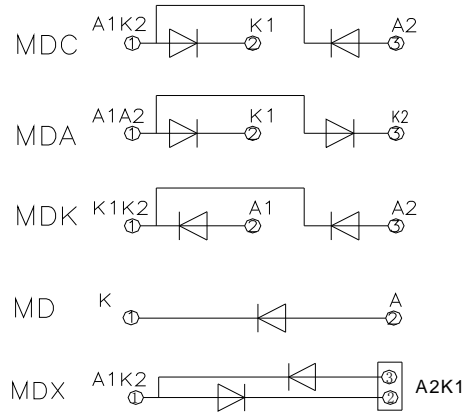 A1K2 K1 A2
MDC 1 2 3
A1A2 K1 K2
MDA 1 2 3
K1K2 A1 A2
MDK 1 2 3
K A
MD 1 2
A1K2 3 A2K1
MDX 1 2